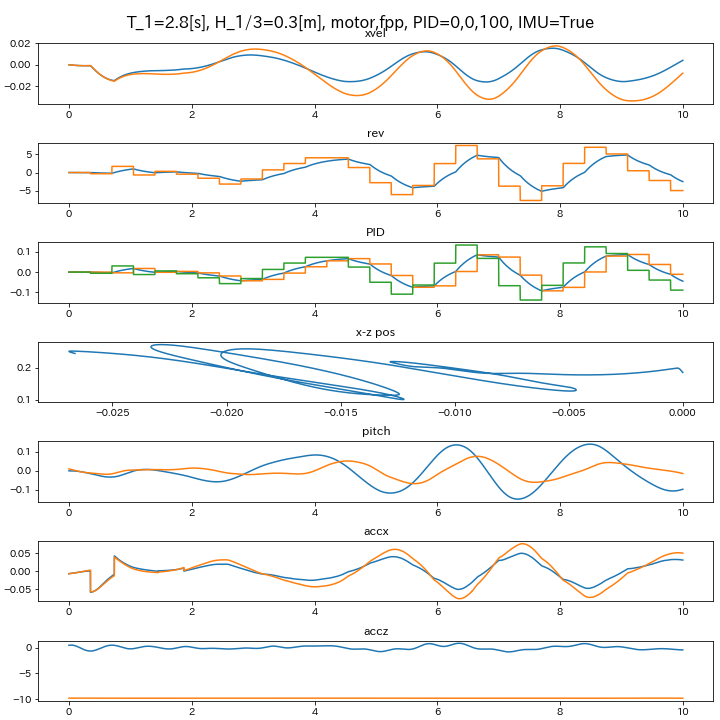 T_1=2.8[s], H_1/3=0.3[m], motor,fpp, PID=0,0,100, IMU=True
xvel
0.02
0.00
−0.02
0 2 4 6 8 10
rev
5
0
−5
0 2 4 6 8 10
PID
0.1
0.0
−0.1
0 2 4 6 8 10
x-z pos
0.2
0.1
−0.025 −0.020 −0.015 −0.010 −0.005 0.000
pitch
0.1
0.0
−0.1
0 2 4 6 8 10
accx
0.05
0.00
−0.05
0 2 4 6 8 10
accz
0
−5
−10
0 2 4 6 8 10